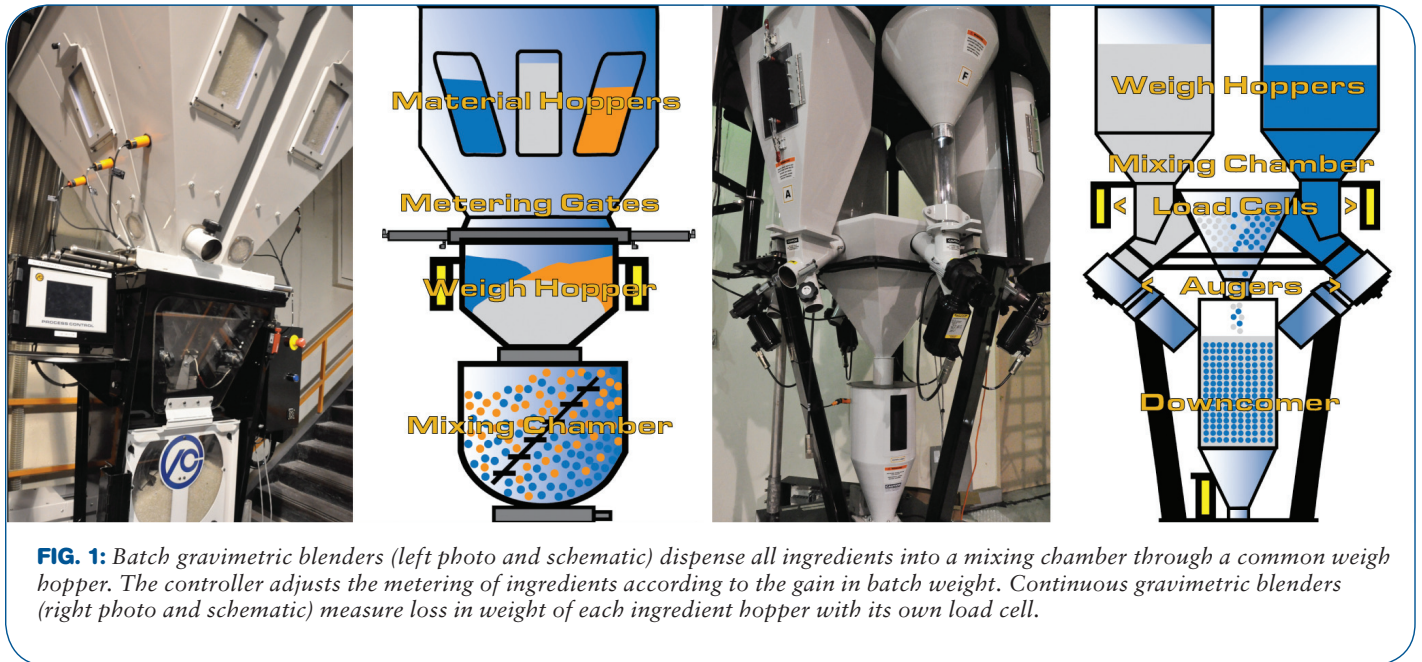 PROCESS CONTROL
Material Hoppers
Metering Gates
Weigh Hopper
Mixing Chamber
A
F
Weigh Hoppers
Mixing Chamber
< Load Cells >
< Augers >
Downcomer
FIG. 1: Batch gravimetric blenders (left photo and schematic) dispense all ingredients into a mixing chamber through a common weigh
hopper. The controller adjusts the metering of ingredients according to the gain in batch weight. Continuous gravimetric blenders
(right photo and schematic) measure loss in weight of each ingredient hopper with its own load cell.